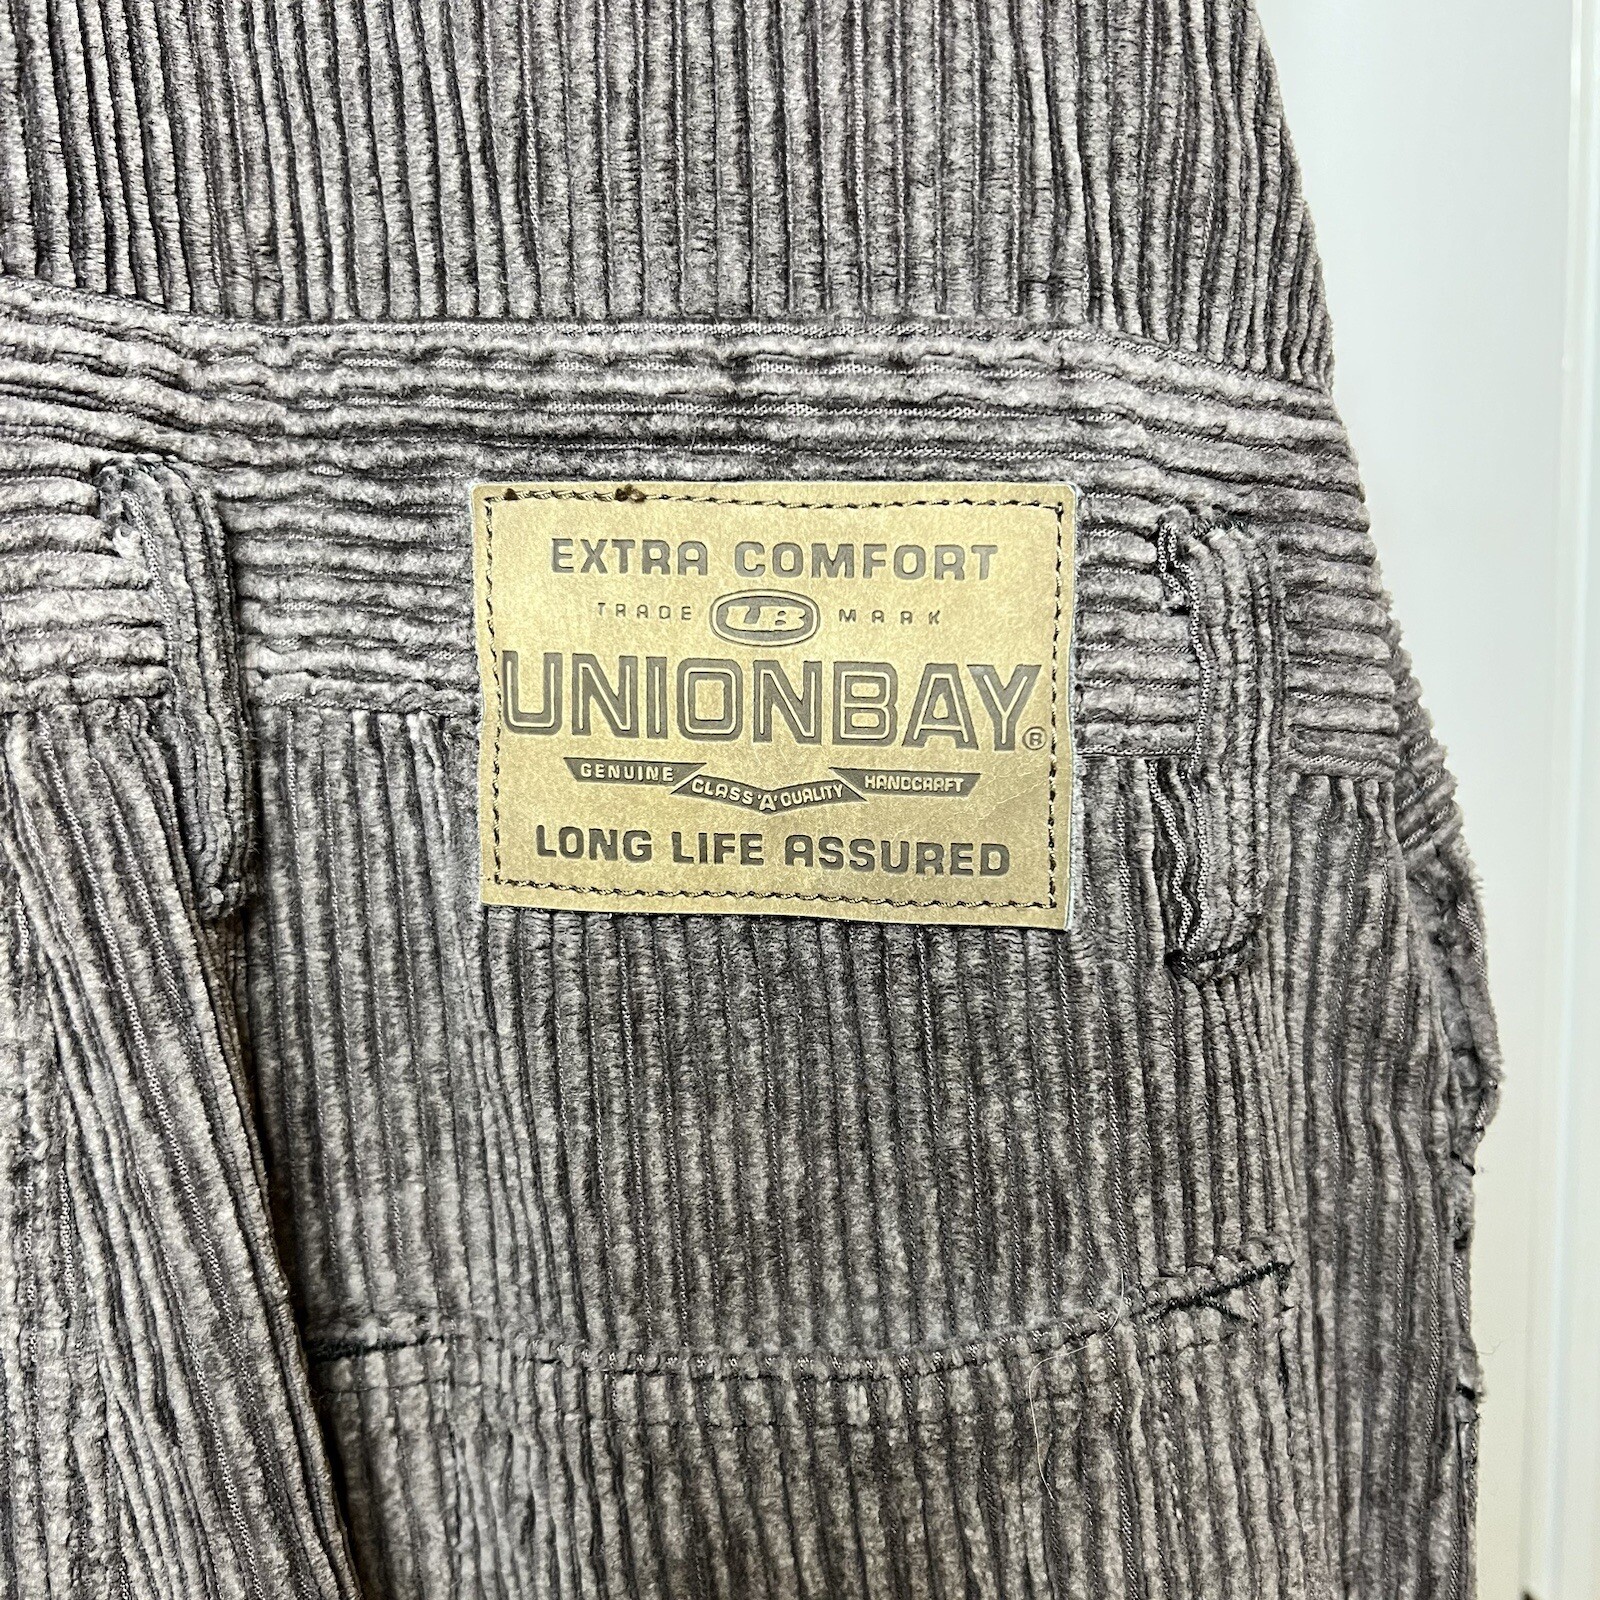 EXTRA COMFORT
TRADE UB MARK
UNIONBAY®
GENUINE CLASS 'A' QUALITY HANDCRAFT
LONG LIFE ASSURED